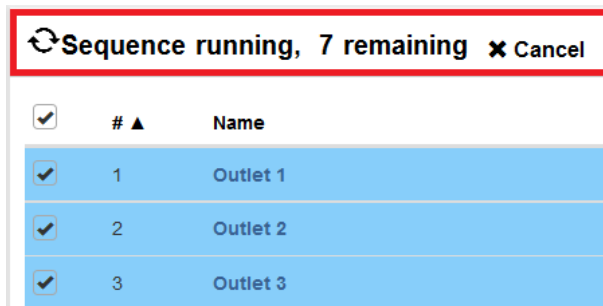 Sequence running, 7 remaining ✖ Cancel
# ▲ Name
1 Outlet 1
2 Outlet 2
3 Outlet 3